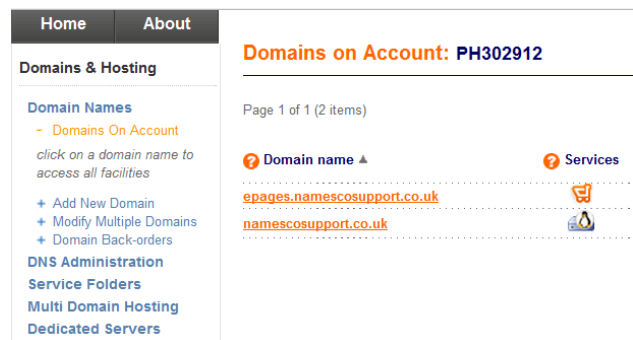 Home
About
Domains & Hosting
Domain Names
- Domains On Account
click on a domain name to
access all facilities
+ Add New Domain
+ Modify Multiple Domains
+ Domain Back-orders
DNS Administration
Service Folders
Multi Domain Hosting
Dedicated Servers
Domains on Account: PH302912
Page 1 of 1 (2 items)
? Domain name ▲
? Services
epages.namescosupport.co.uk
namescosupport.co.uk